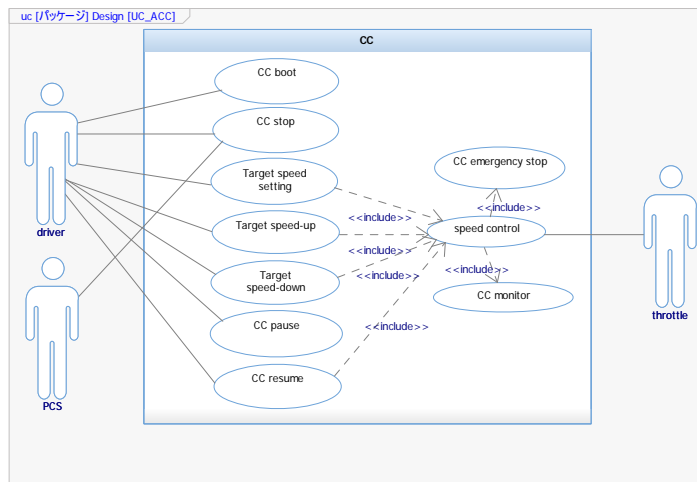 uc [パッケージ] Design [UC_ACC]
CC
CC boot
CC stop
Target speed
setting
Target speed-up
Target
speed-down
CC pause
CC resume
<<include>>
<<include>>
<<include>>
<<include>>
CC emergency stop
<<include>>
speed control
<<include>>
CC monitor
driver
PCS
throttle